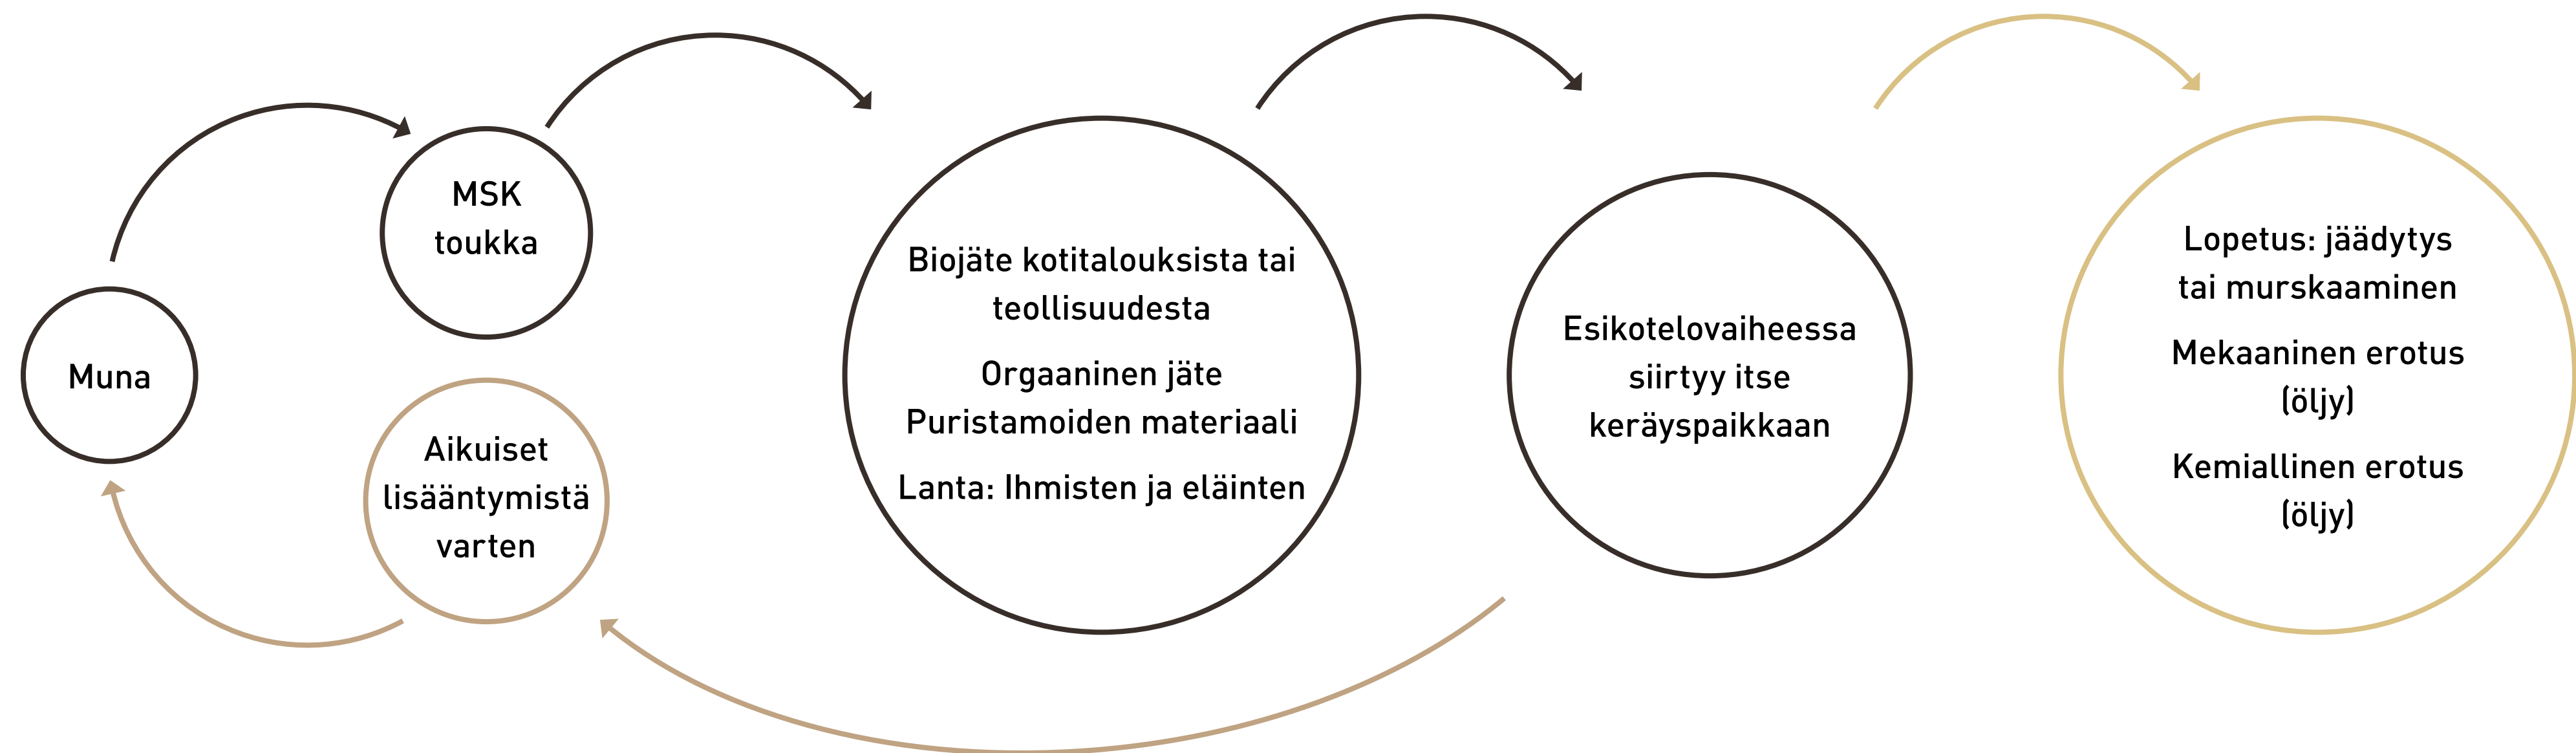 Muna
MSK
toukka
Aikuiset
lisääntymistä
varten
Biojäte kotitalouksista tai
teollisuudesta
Orgaaninen jäte
Puristamoiden materiaali
Lanta: Ihmisten ja eläinten
Esikotelovaiheessa
siirtyy itse
keräyspaikkaan
Lopetus: jäädytys
tai murskaaminen
Mekaaninen erotus
(öljy)
Kemiallinen erotus
(öljy)